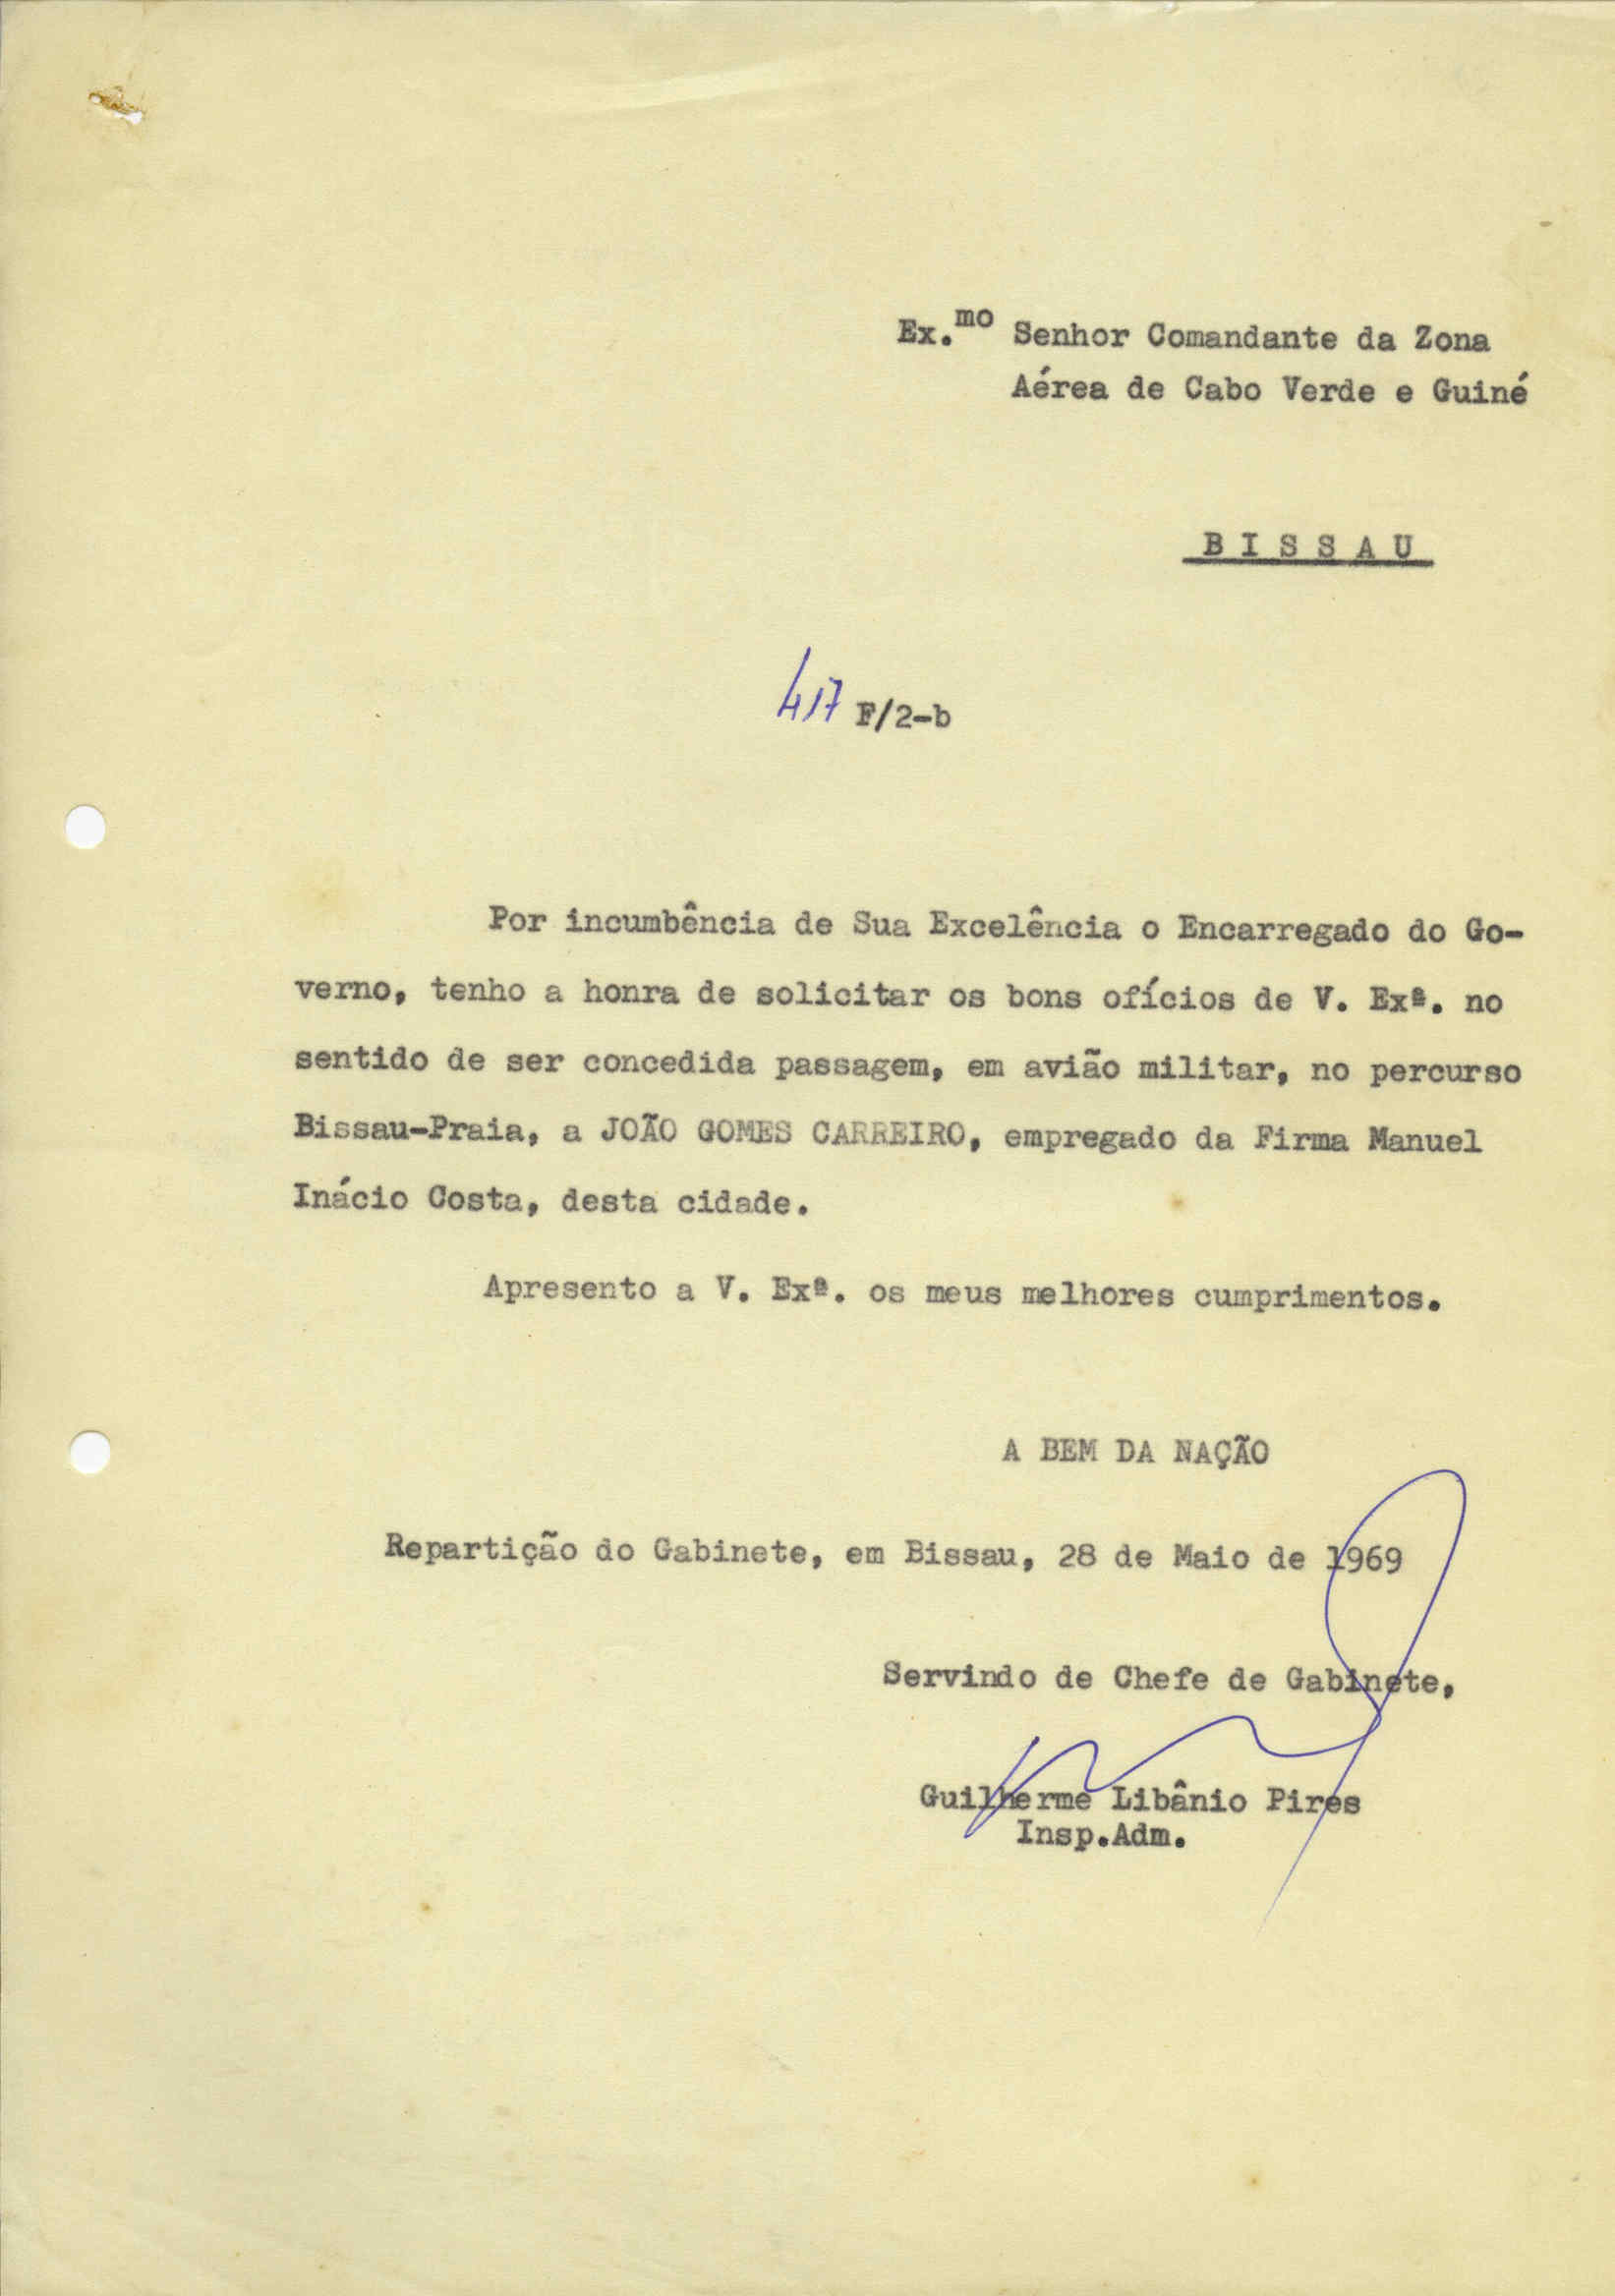 Ex.mo Senhor Comandante da Zona
Aérea de Cabo Verde e Guiné
B I S S A U
417 F/2-b
Por incumbência de Sua Excelência o Encarregado do Go-
verno, tenho a honra de solicitar os bons ofícios de V. Exª. no
sentido de ser concedida passagem, em avião militar, no percurso
Bissau-Praia, a JOÃO GOMES CARREIRO, empregado da Firma Manuel
Inácio Costa, desta cidade.
Apresento a V. Exª. os meus melhores cumprimentos.
A BEM DA NAÇÃO
Repartição do Gabinete, em Bissau, 28 de Maio de 1969
Servindo de Chefe de Gabinete,
Guilherme Libânio Pires
Insp.Adm.